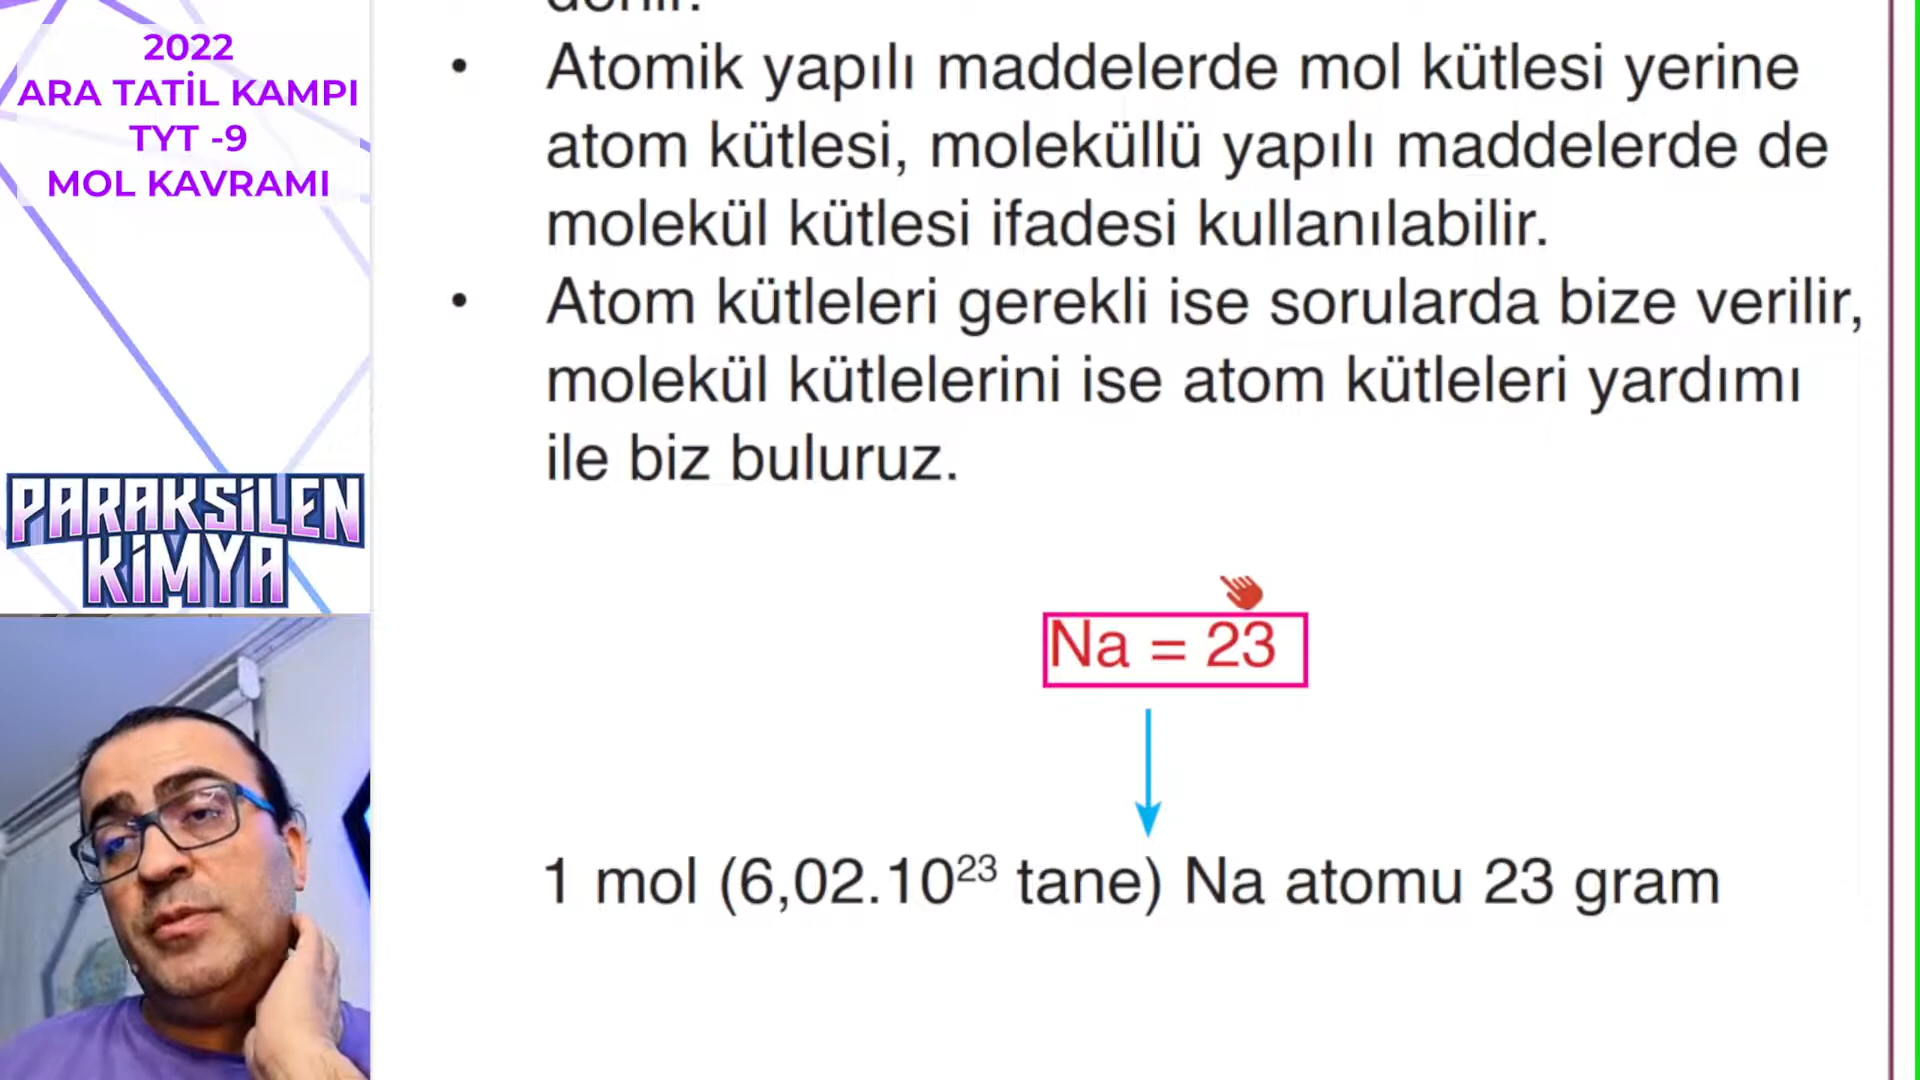 2022
ARA TATİL KAMPI
TYT -9
MOL KAVRAMI
PARAKSİLEN
KİMYA
denir.
• Atomik yapılı maddelerde mol kütlesi yerine
atom kütlesi, moleküllü yapılı maddelerde de
molekül kütlesi ifadesi kullanılabilir.
• Atom kütleleri gerekli ise sorularda bize verilir,
molekül kütlelerini ise atom kütleleri yardımı
ile biz buluruz.
Na = 23
1 mol (6,02.10²³ tane) Na atomu 23 gram